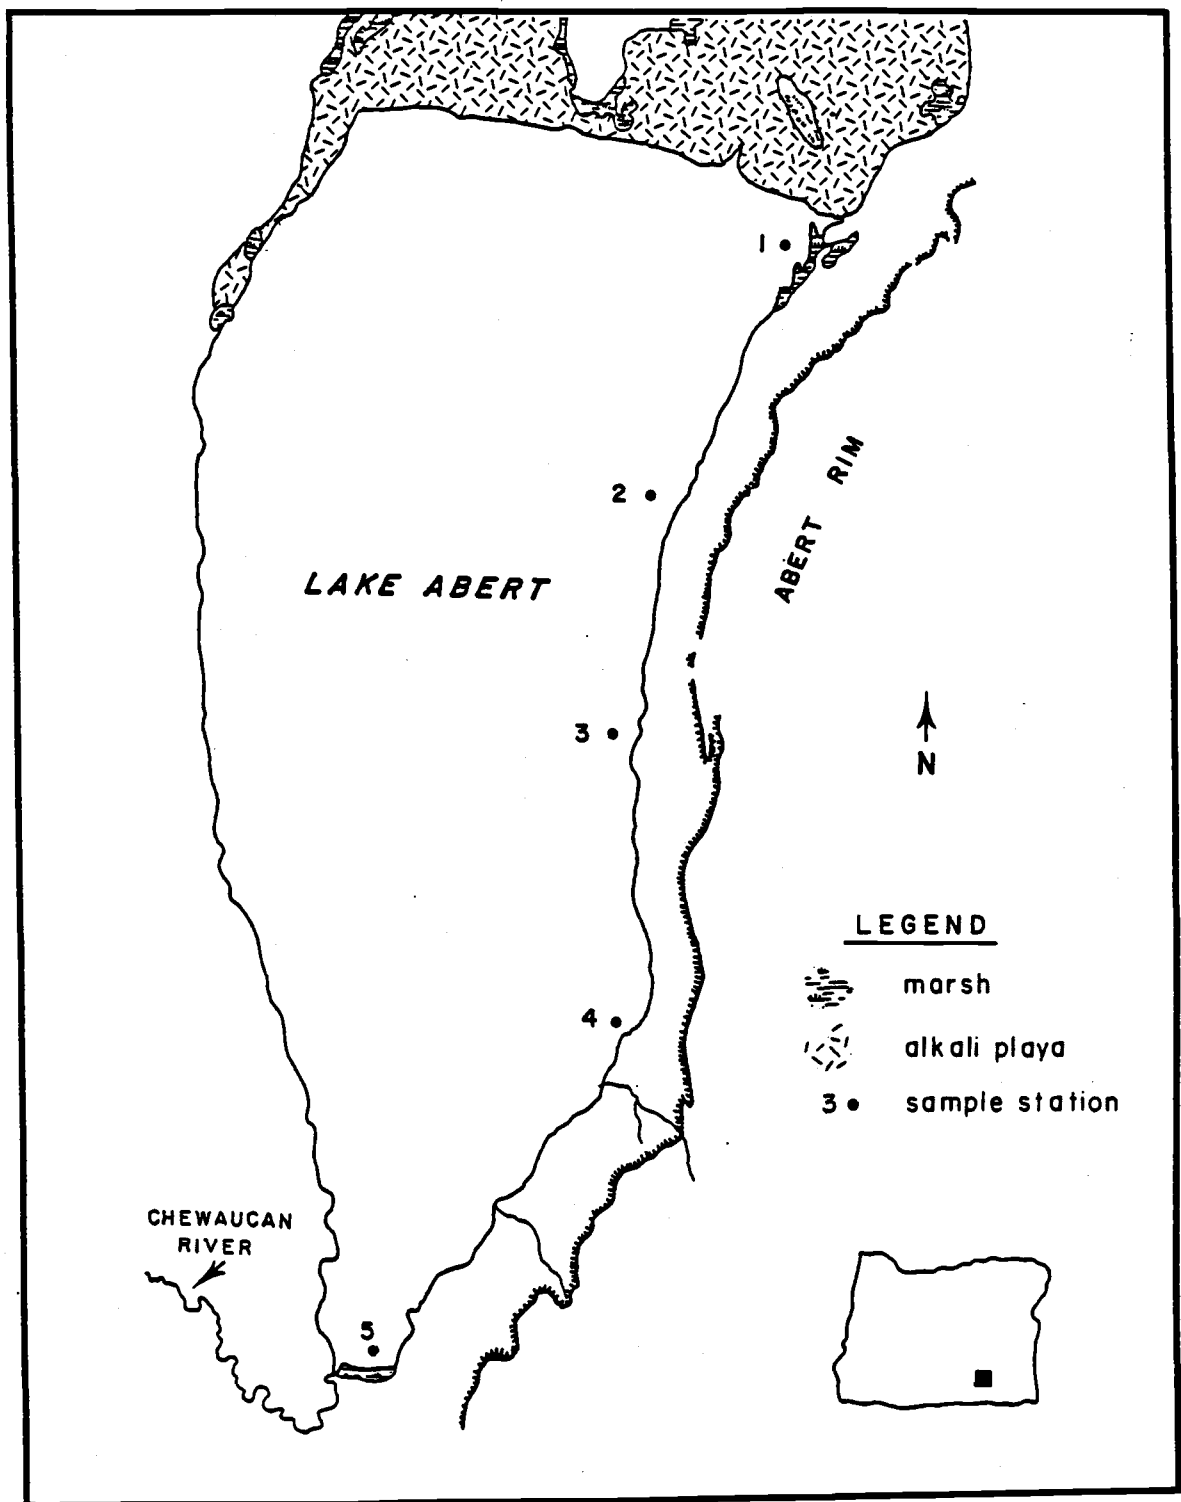 1
2
ABERT RIM
LAKE ABERT
3
N
LEGEND
marsh
4
alkali playa
3 sample station
CHEWAUCAN
RIVER
5